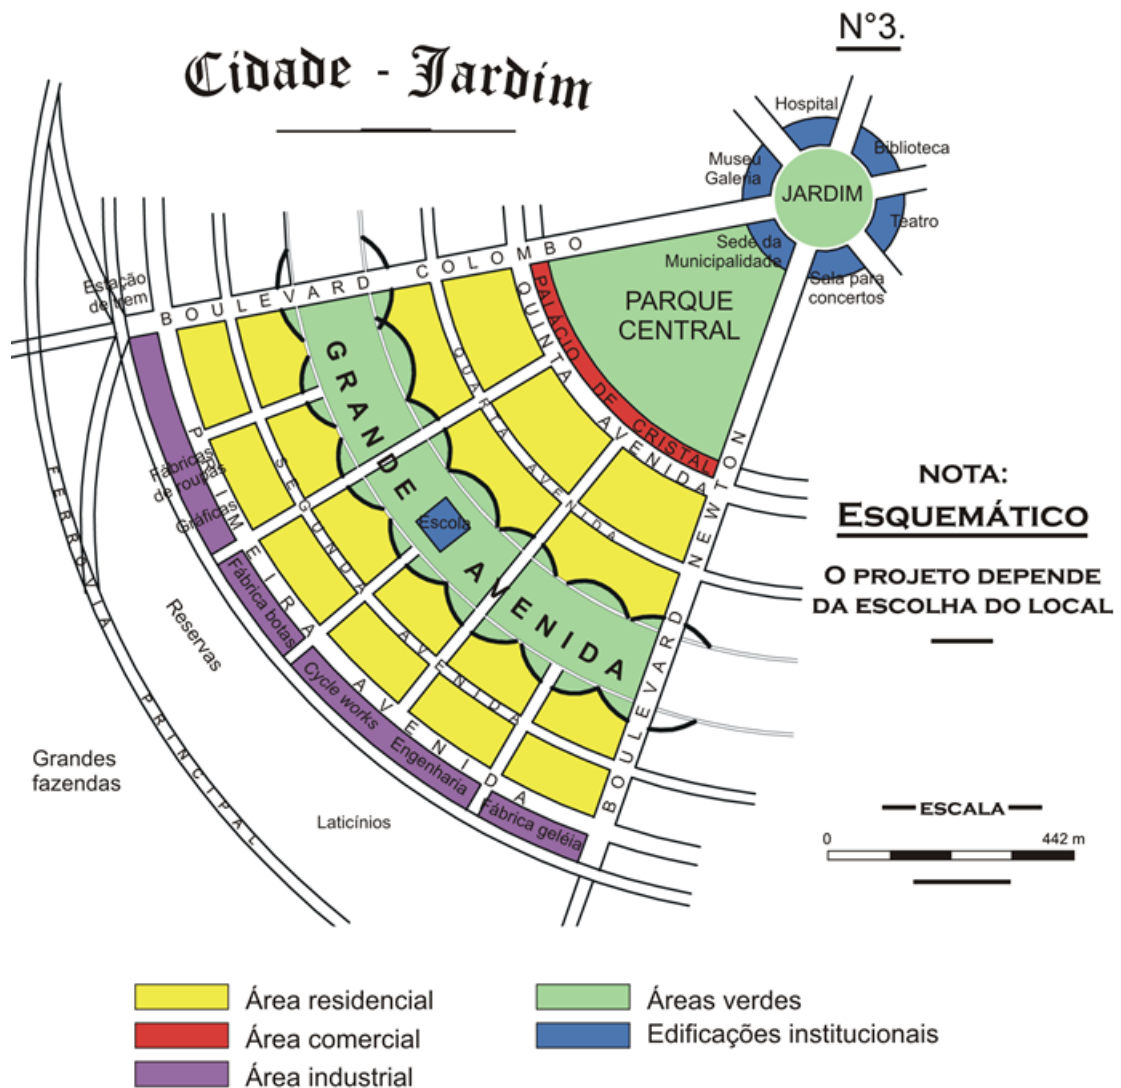 N°3.
Cidade - Jardim
Hospital
Biblioteca
Museu
Galeria
JARDIM
Teatro
Sede da
Municipalidade
Sala para
concertos
PARQUE
CENTRAL
Estação
de trem
BOULEVARD COLOMBO
PALÁCIO DE CRISTAL
QUINTA AVENIDA
QUARTA AVENIDA
GRANDE AVENIDA
Escola
SEGUNDA AVENIDA
PRIMEIRA AVENIDA
BOULEVARD NEWTON
Fábricas
de roupas
Gráficas
Fábrica botas
Cycle works
Engenharia
Fábrica geléia
FERROVIA PRINCIPAL
Reservas
Grandes
fazendas
Laticínios
NOTA:
ESQUEMÁTICO
O PROJETO DEPENDE
DA ESCOLHA DO LOCAL
ESCALA
0 442 m
Área residencial
Área comercial
Área industrial
Áreas verdes
Edificações institucionais